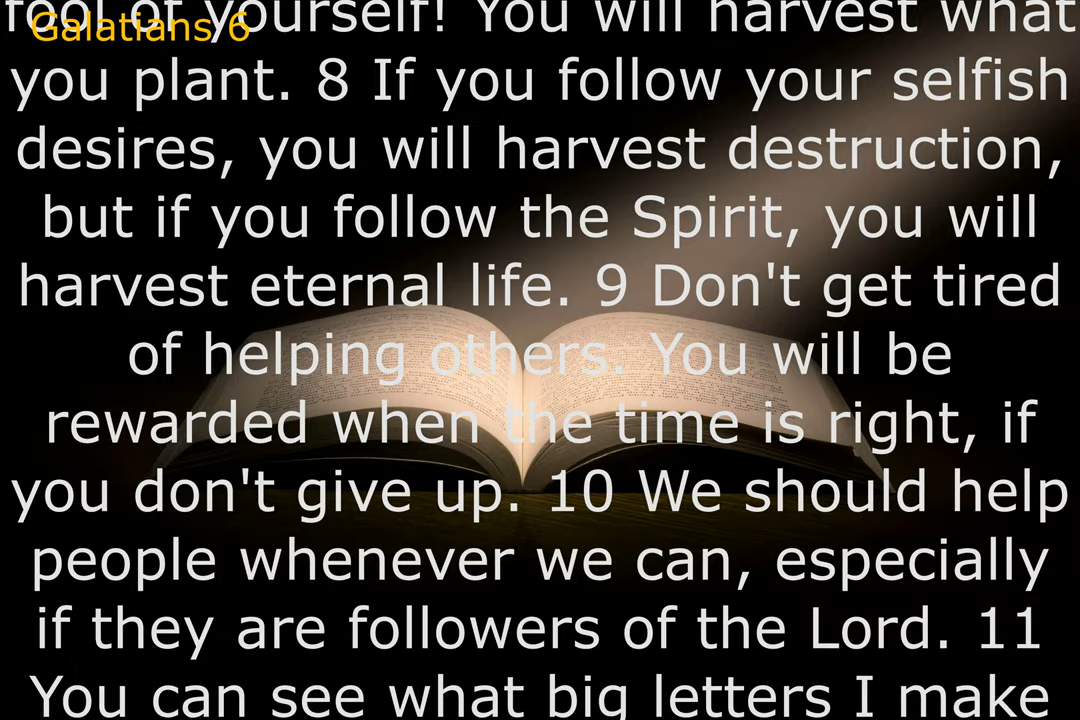 fool of yourself! You will harvest what
Galatians 6
you plant. 8 If you follow your selfish
desires, you will harvest destruction,
but if you follow the Spirit, you will
harvest eternal life. 9 Don't get tired
of helping others. You will be
rewarded when the time is right, if
you don't give up. 10 We should help
people whenever we can, especially
if they are followers of the Lord. 11
You can see what big letters I make